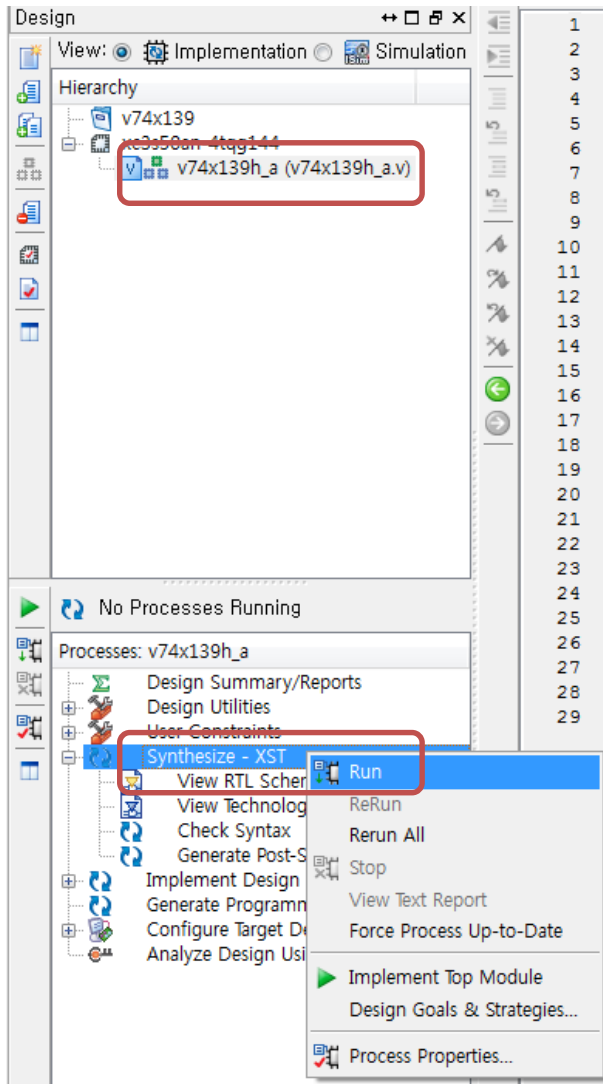 Design
View:
Implementation
Simulation
Hierarchy
v74x139
xc3s50an-4tqg144
v74x139h_a (v74x139h_a.v)
1
2
3
4
5
6
7
8
9
10
11
12
13
14
15
16
17
18
19
20
21
22
23
24
25
26
27
28
29
No Processes Running
Processes: v74x139h_a
Design Summary/Reports
Design Utilities
User Constraints
Synthesize - XST
View RTL Schem
View Technolog
Check Syntax
Generate Post-S
Implement Design
Generate Programm
Configure Target De
Analyze Design Usi
Run
ReRun
Rerun All
Stop
View Text Report
Force Process Up-to-Date
Implement Top Module
Design Goals & Strategies...
Process Properties...